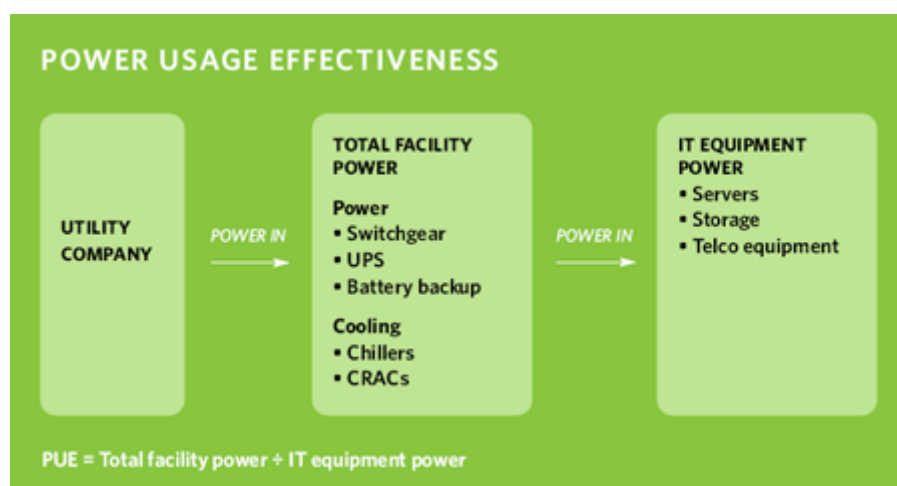 POWER USAGE EFFECTIVENESS
UTILITY
COMPANY
POWER IN
TOTAL FACILITY
POWER
Power
▪ Switchgear
▪ UPS
▪ Battery backup
Cooling
▪ Chillers
▪ CRACs
POWER IN
IT EQUIPMENT
POWER
▪ Servers
▪ Storage
▪ Telco equipment
PUE = Total facility power ÷ IT equipment power